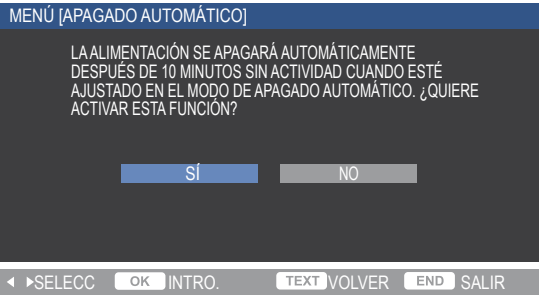 MENÚ [APAGADO AUTOMÁTICO]
LA ALIMENTACIÓN SE APAGARÁ AUTOMÁTICAMENTE
DESPUÉS DE 10 MINUTOS SIN ACTIVIDAD CUANDO ESTÉ
AJUSTADO EN EL MODO DE APAGADO AUTOMÁTICO. ¿QUIERE
ACTIVAR ESTA FUNCIÓN?
SÍ NO
SELECC OK INTRO. TEXT VOLVER END SALIR